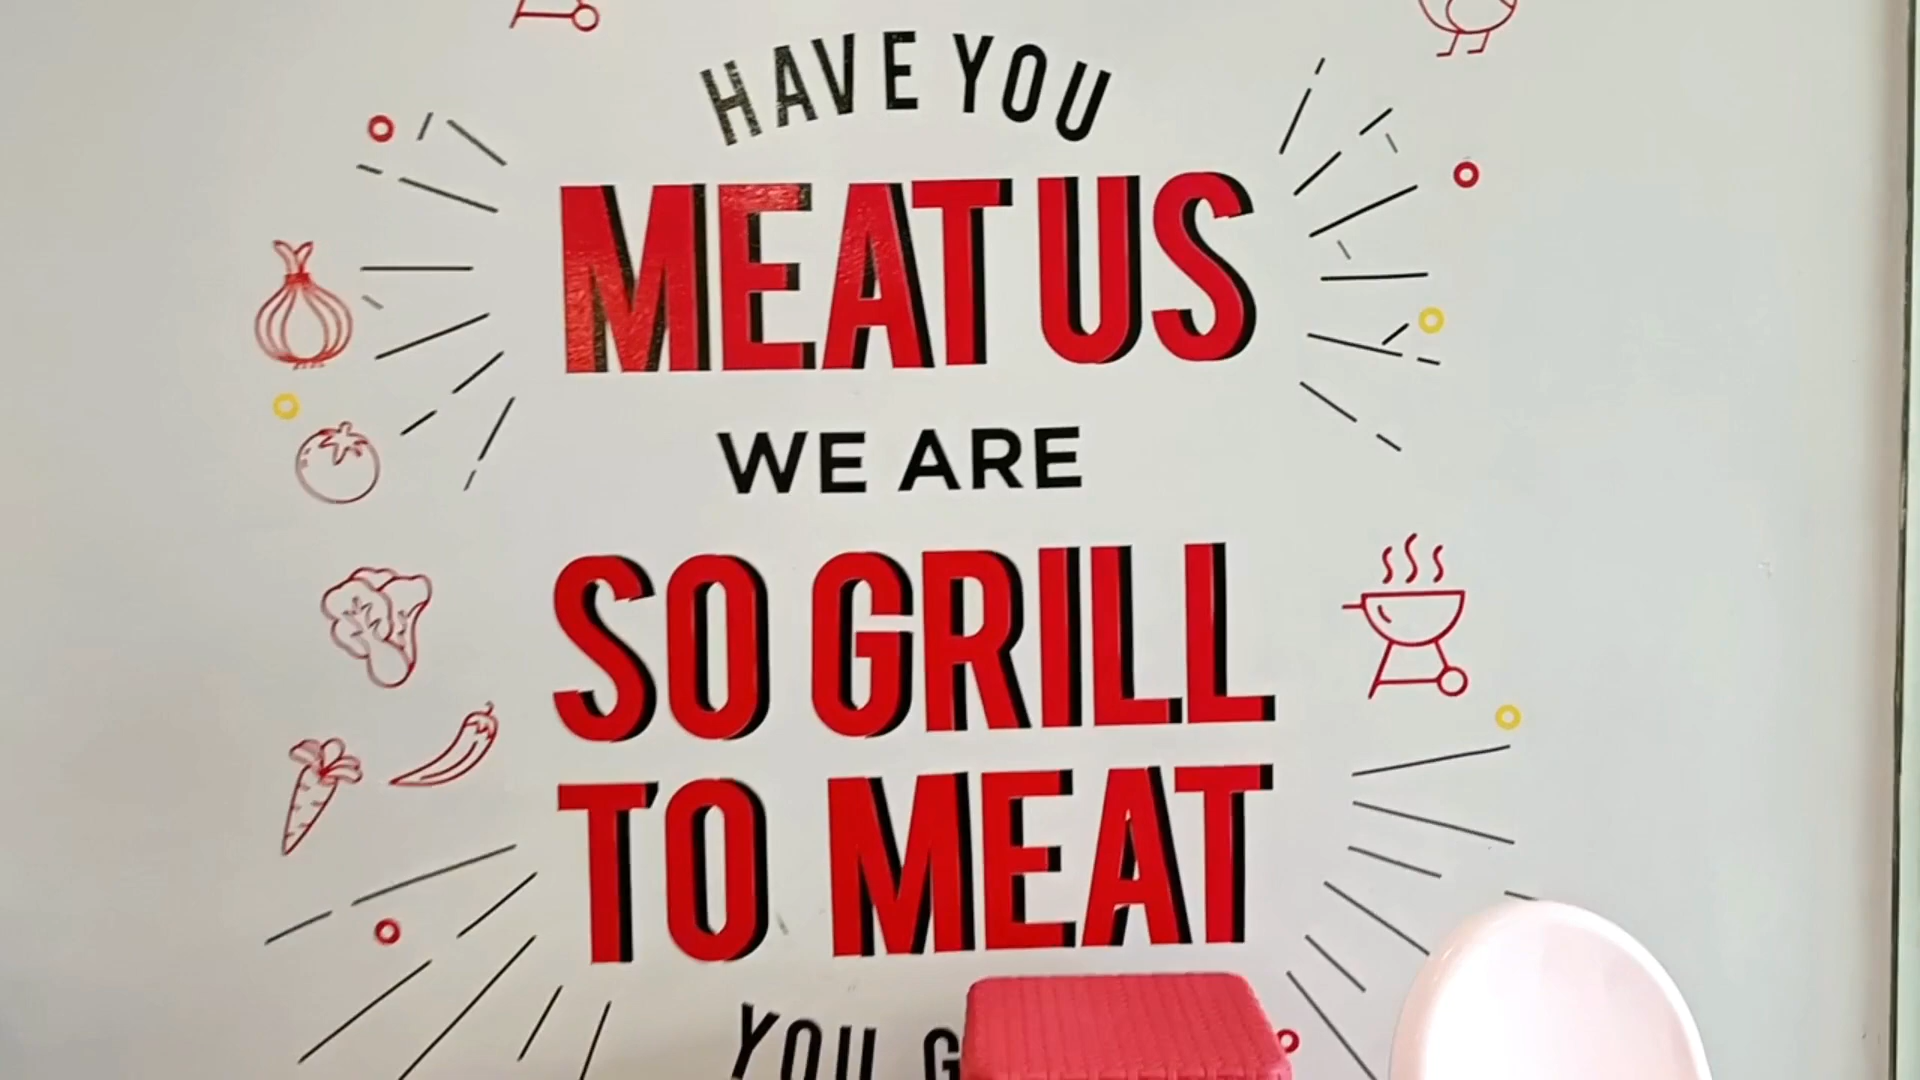 HAVE YOU
MEAT US
WE ARE
SO GRILL
TO MEAT
YOU